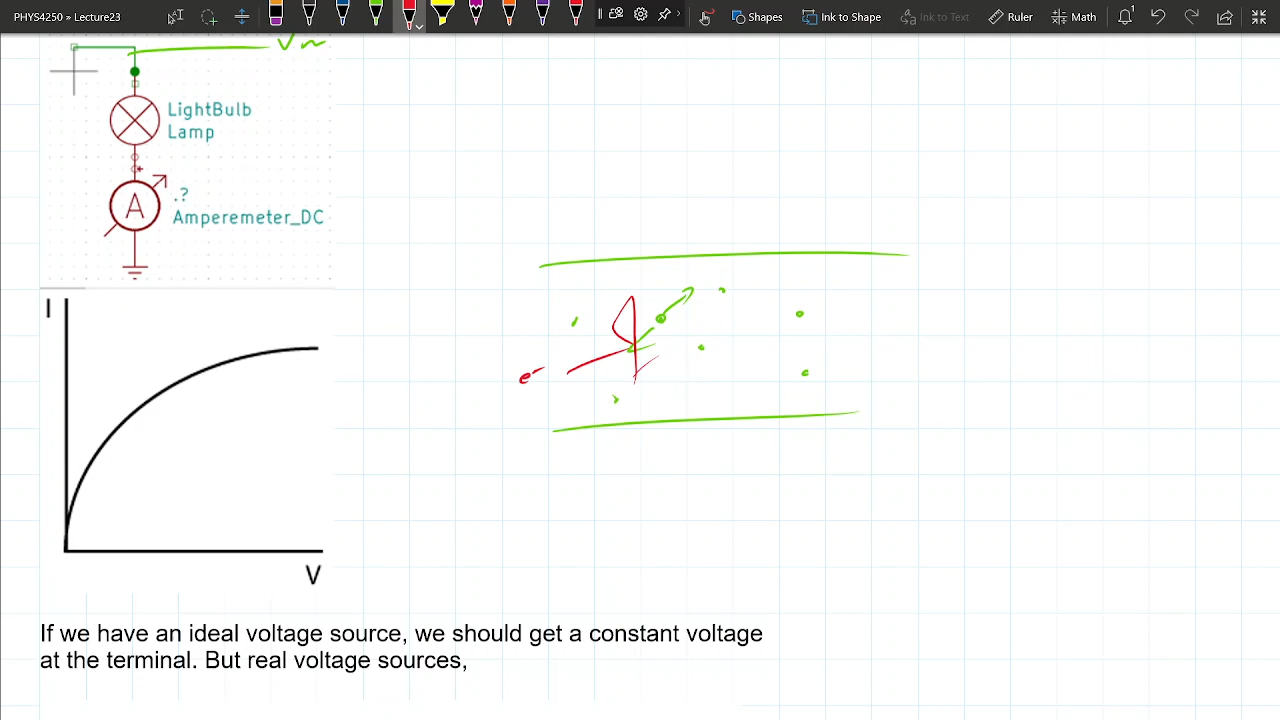 PHY4250 » Lecture23
Shapes
Ink to Shape
Ink to Text
Ruler
Math
V~
LightBulb
Lamp
A
.?
Amperemeter_DC
I
e-
V
If we have an ideal voltage source, we should get a constant voltage
at the terminal. But real voltage sources,